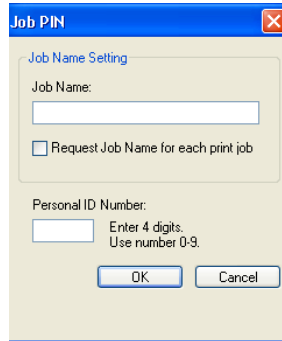 Job PIN
Job Name Setting
Job Name:
Request Job Name for each print job
Personal ID Number:
Enter 4 digits.
Use number 0-9.
OK Cancel